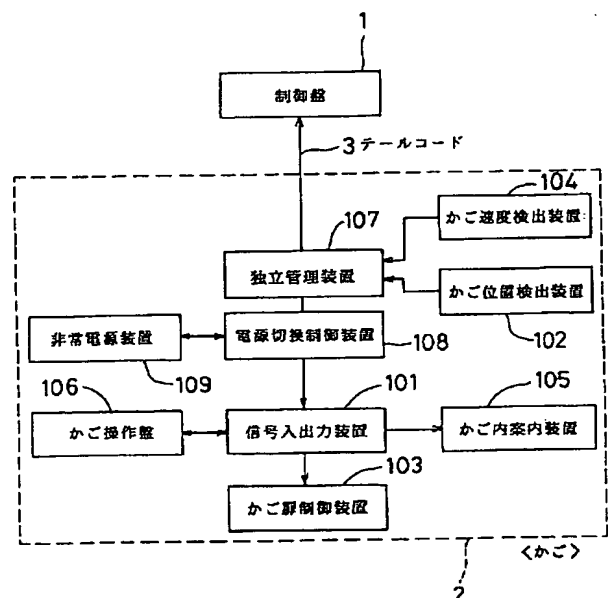 1
制御盤
3 テールコード
104
かご速度検出装置
107
独立管理装置
かご位置検出装置
102
非常電源装置
電源切換制御装置
109
108
106
101
105
かご操作盤
信号入出力装置
かご内案内装置
103
かご扉制御装置
<かご>
2